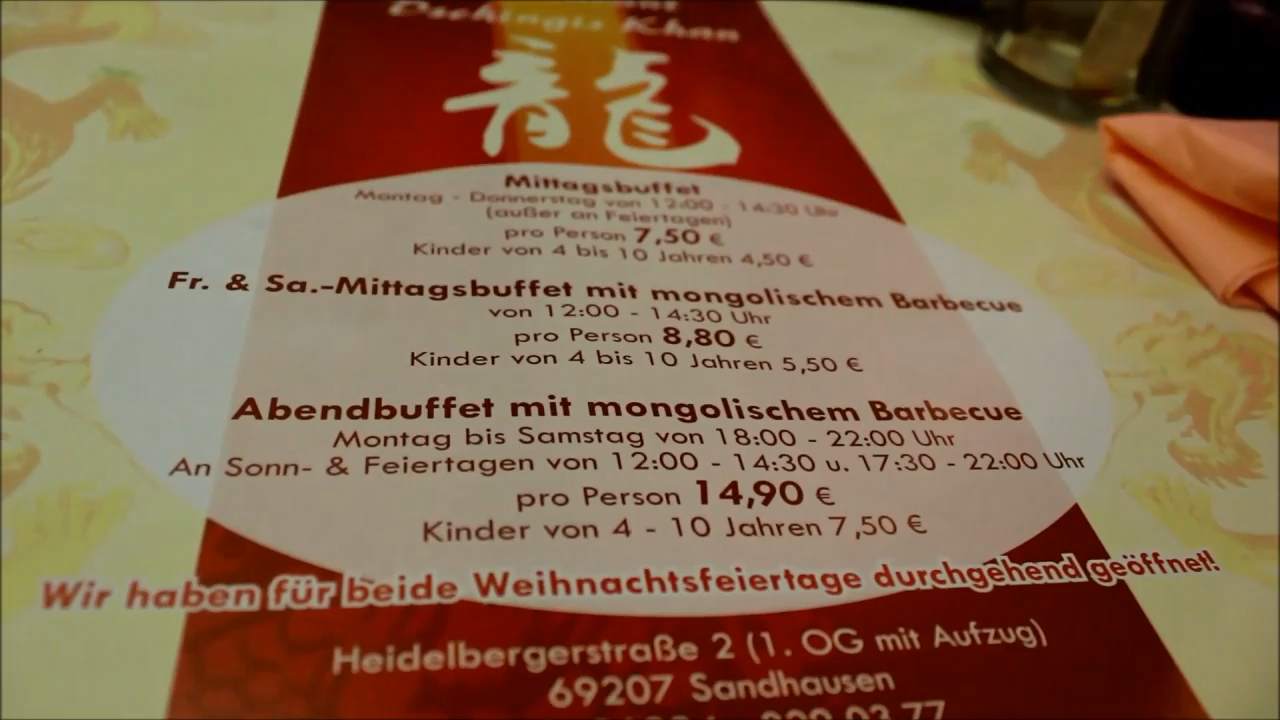 Dschingis Khan
龍
Mittagsbuffet
Montag - Donnerstag von 12:00 - 14:30 Uhr
(außer an Feiertagen)
pro Person 7,50 €
Kinder von 4 bis 10 Jahren 4,50 €
Fr. & Sa.-Mittagsbuffet mit mongolischem Barbecue
von 12:00 - 14:30 Uhr
pro Person 8,80 €
Kinder von 4 bis 10 Jahren 5,50 €
Abendbuffet mit mongolischem Barbecue
Montag bis Samstag von 18:00 - 22:00 Uhr
An Sonn- & Feiertagen von 12:00 - 14:30 u. 17:30 - 22:00 Uhr
pro Person 14,90 €
Kinder von 4 - 10 Jahren 7,50 €
Wir haben für beide Weihnachtsfeiertage durchgehend geöffnet!
Heidelbergerstraße 2 (1. OG mit Aufzug)
69207 Sandhausen